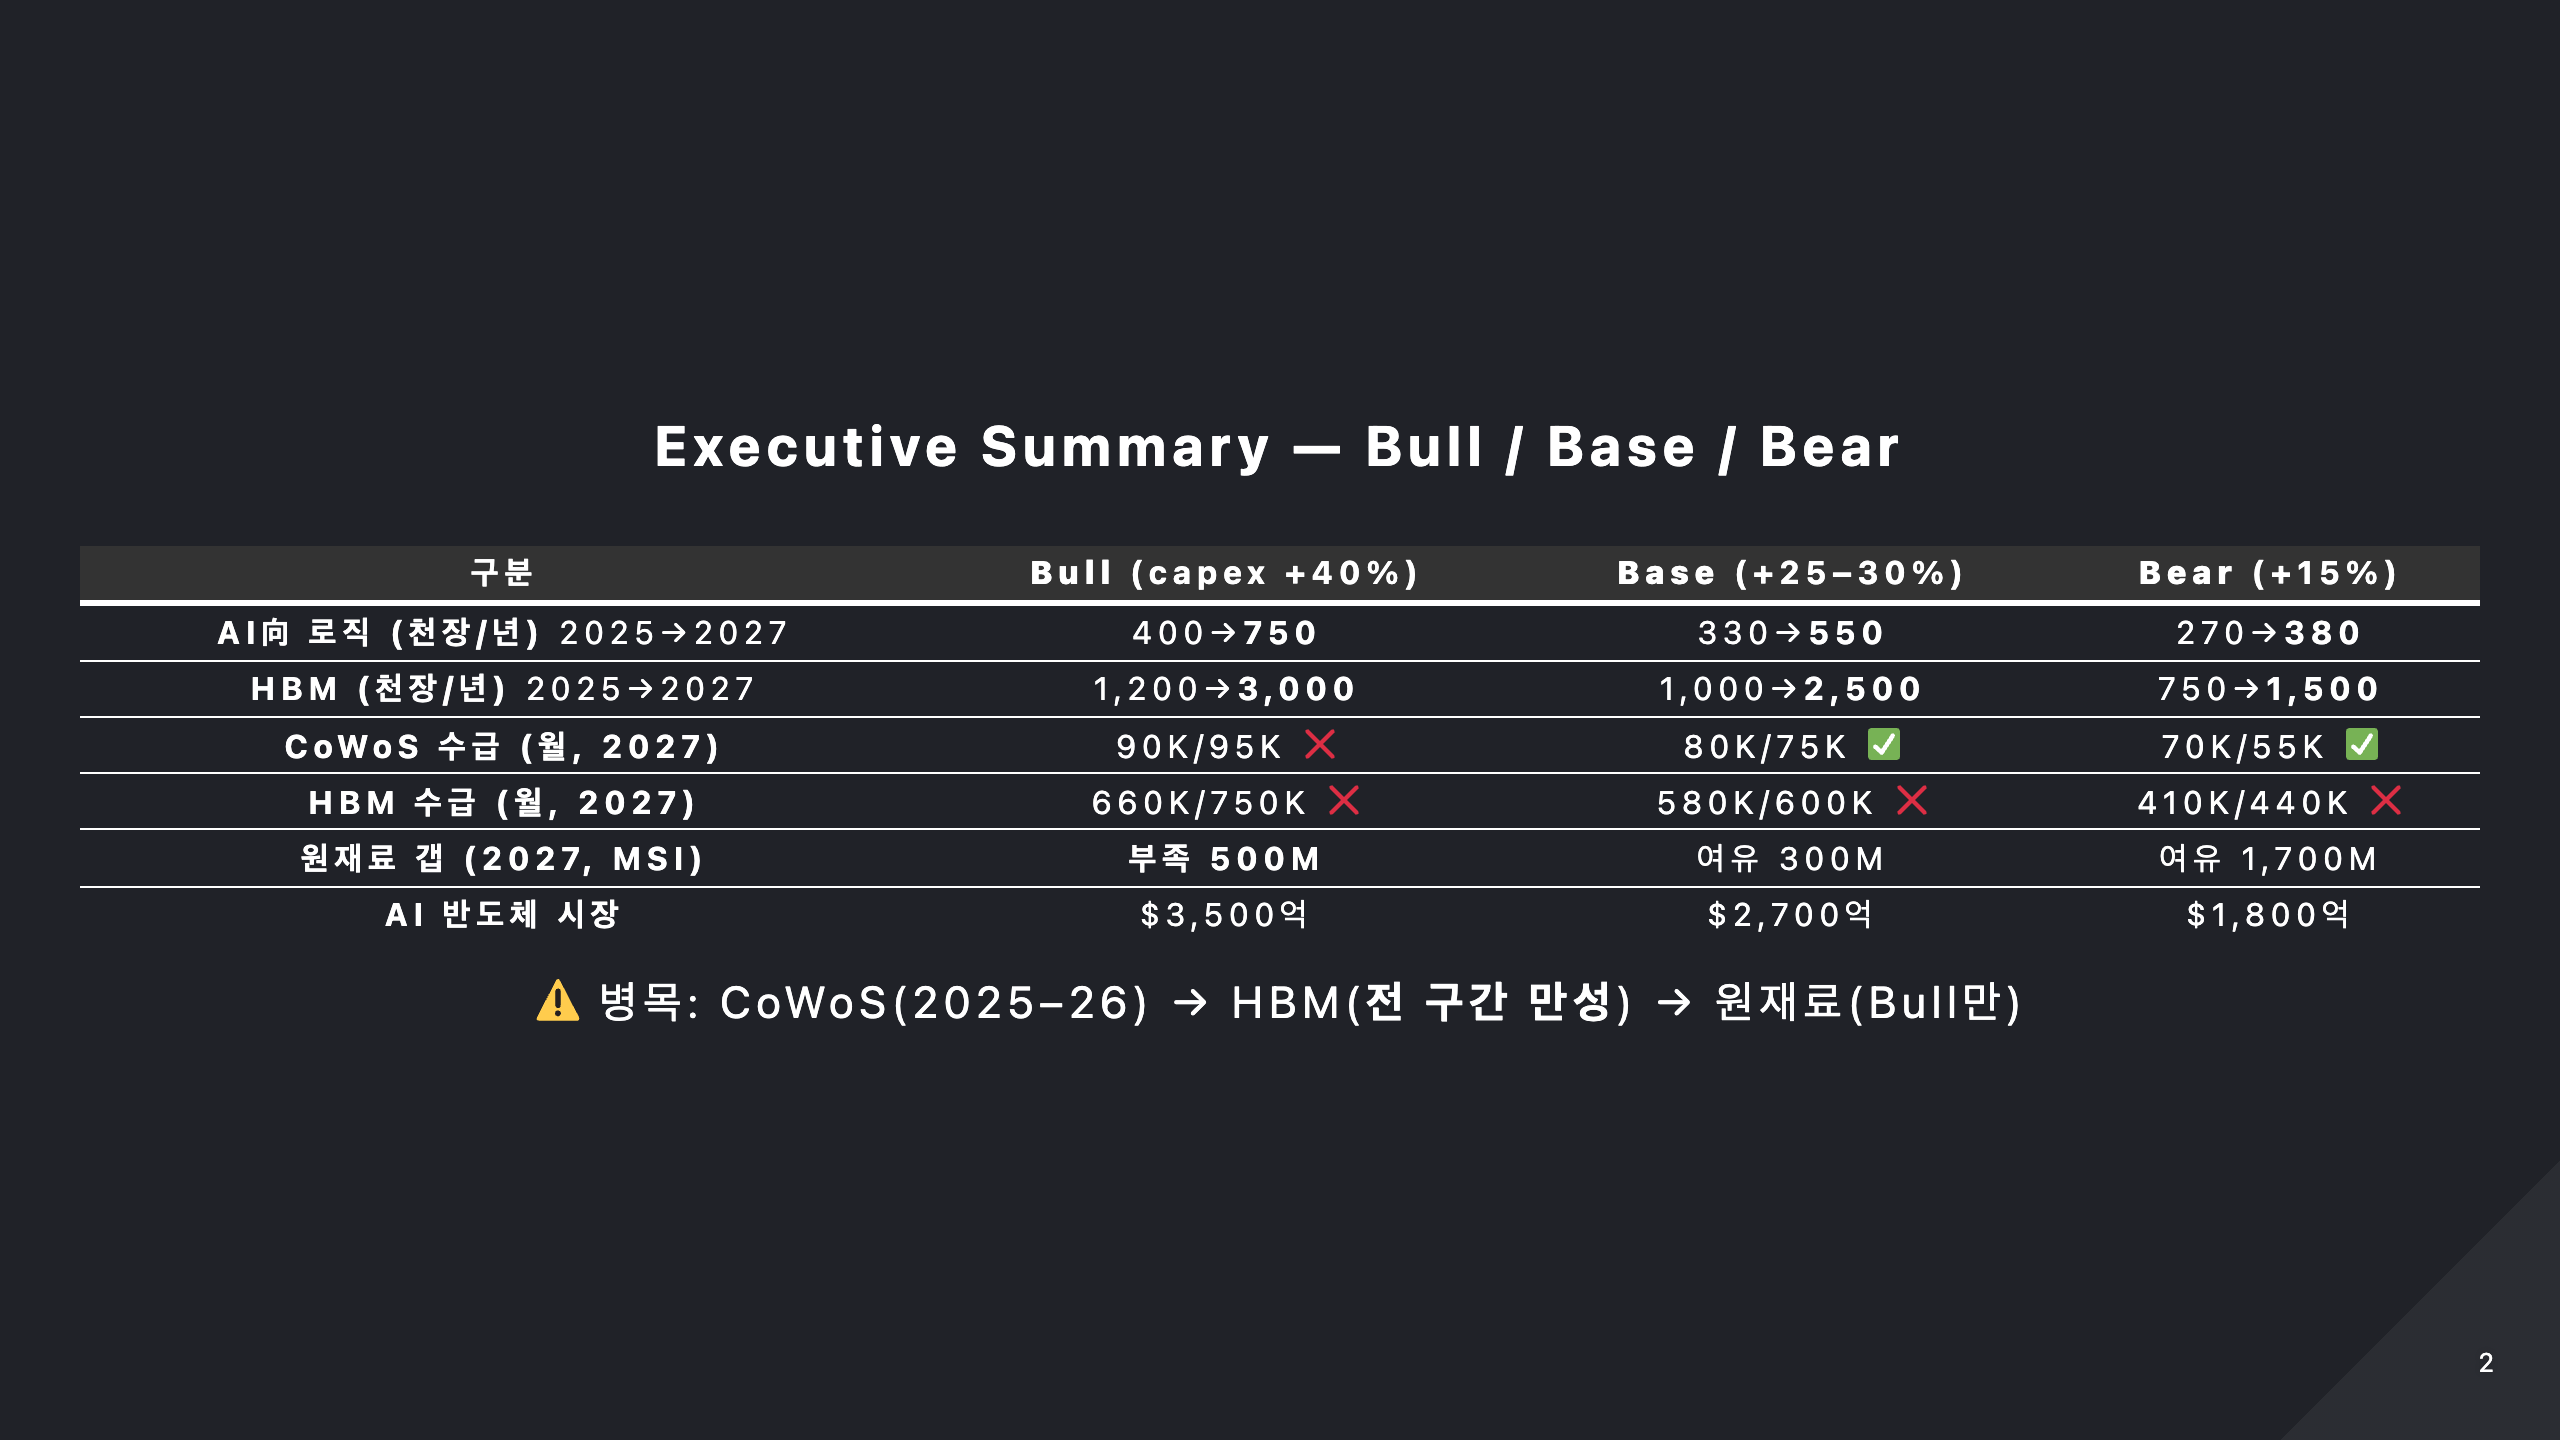 Executive Summary — Bull / Base / Bear
구분 Bull (capex +40%) Base (+25–30%) Bear (+15%)
AI向 로직 (천장/년) 2025→2027 400→750 330→550 270→380
HBM (천장/년) 2025→2027 1,200→3,000 1,000→2,500 750→1,500
CoWoS 수급 (월, 2027) 90K/95K ❌ 80K/75K ✅ 70K/55K ✅
HBM 수급 (월, 2027) 660K/750K ❌ 580K/600K ❌ 410K/440K ❌
원재료 갭 (2027, MSI) 부족 500M 여유 300M 여유 1,700M
AI 반도체 시장 $3,500억 $2,700억 $1,800억
⚠️ 병목: CoWoS(2025–26) → HBM(전 구간 만성) → 원재료(Bull만)
2